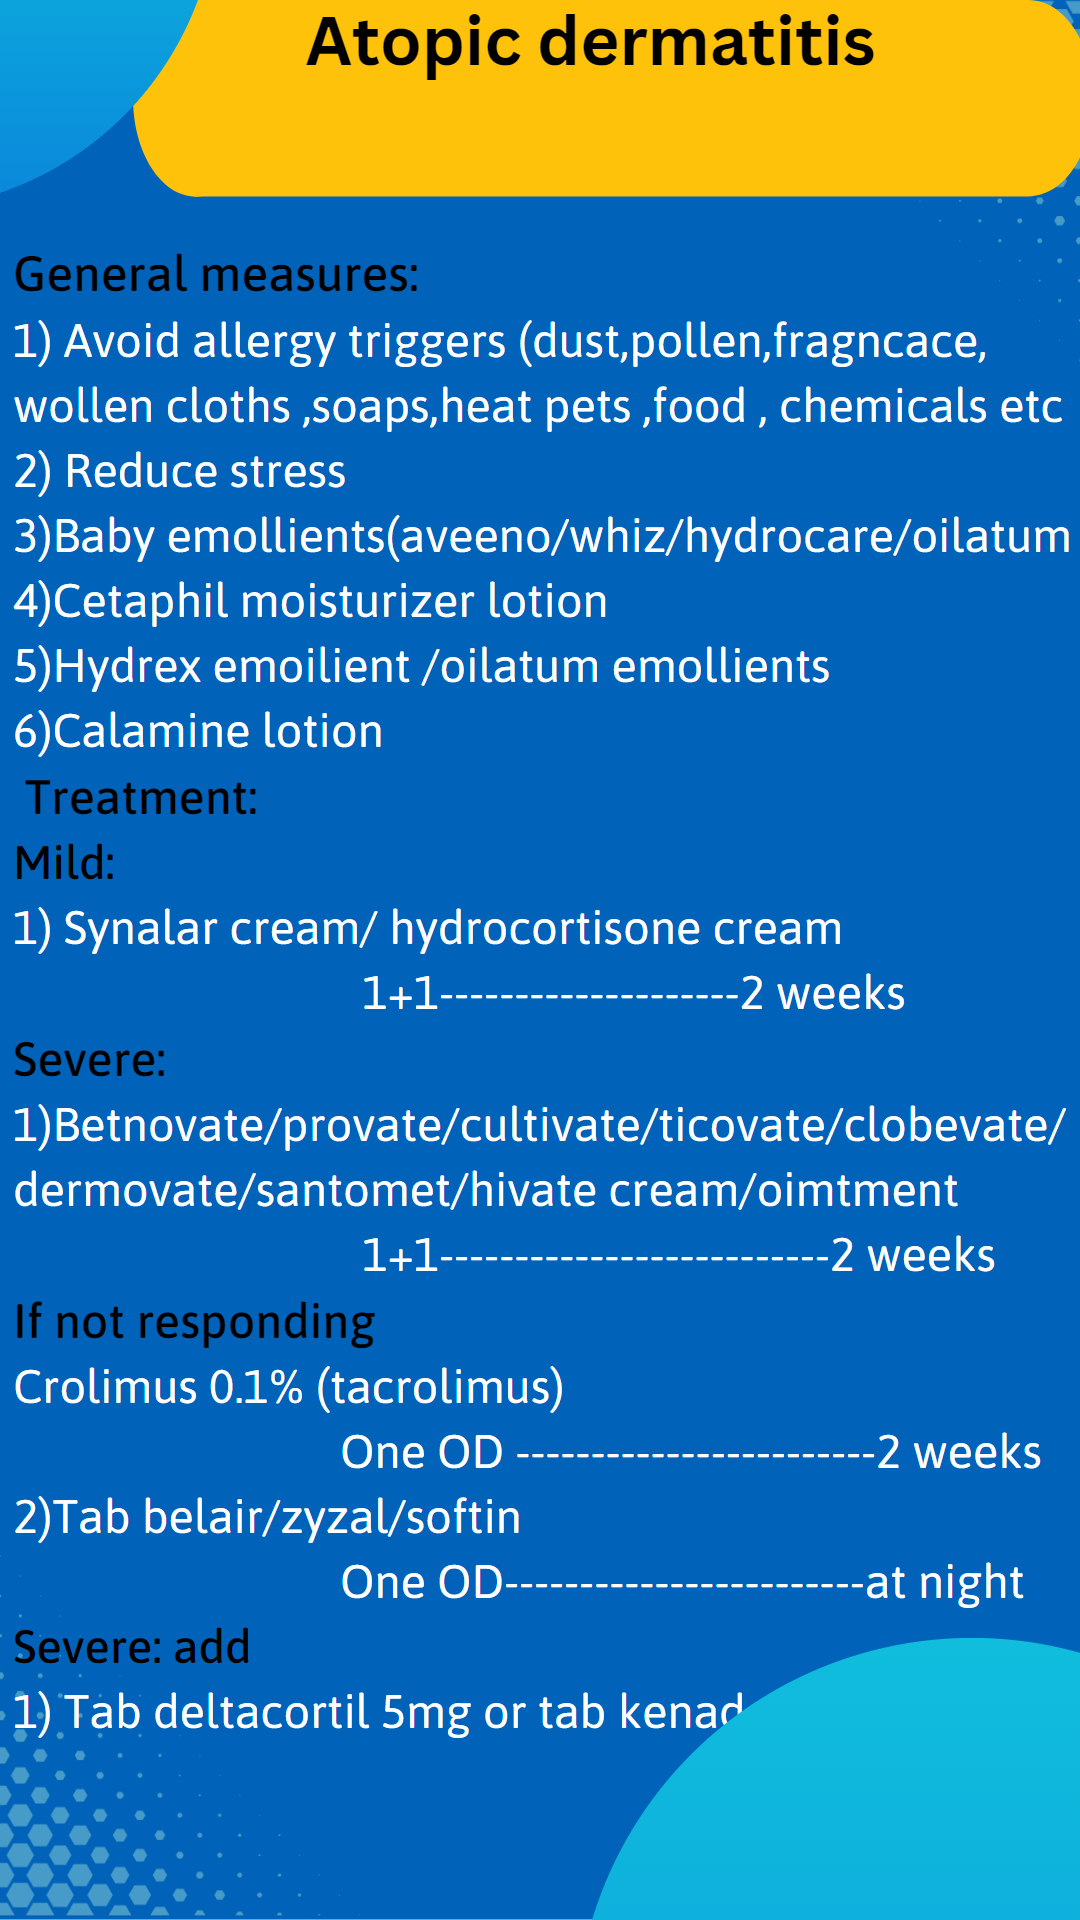 Atopic dermatitis
General measures:
1) Avoid allergy triggers (dust,pollen,fragncace,
wollen cloths ,soaps,heat pets ,food , chemicals etc
2) Reduce stress
3)Baby emollients(aveeno/whiz/hydrocare/oilatum
4)Cetaphil moisturizer lotion
5)Hydrex emoilient /oilatum emollients
6)Calamine lotion
Treatment:
Mild:
1) Synalar cream/ hydrocortisone cream
1+1--------------------2 weeks
Severe:
1)Betnovate/provate/cultivate/ticovate/clobevate/
dermovate/santomet/hivate cream/oimtment
1+1--------------------------2 weeks
If not responding
Crolimus 0.1% (tacrolimus)
One OD ------------------------2 weeks
2)Tab belair/zyzal/softin
One OD------------------------at night
Severe: add
1) Tab deltacortil 5mg or tab